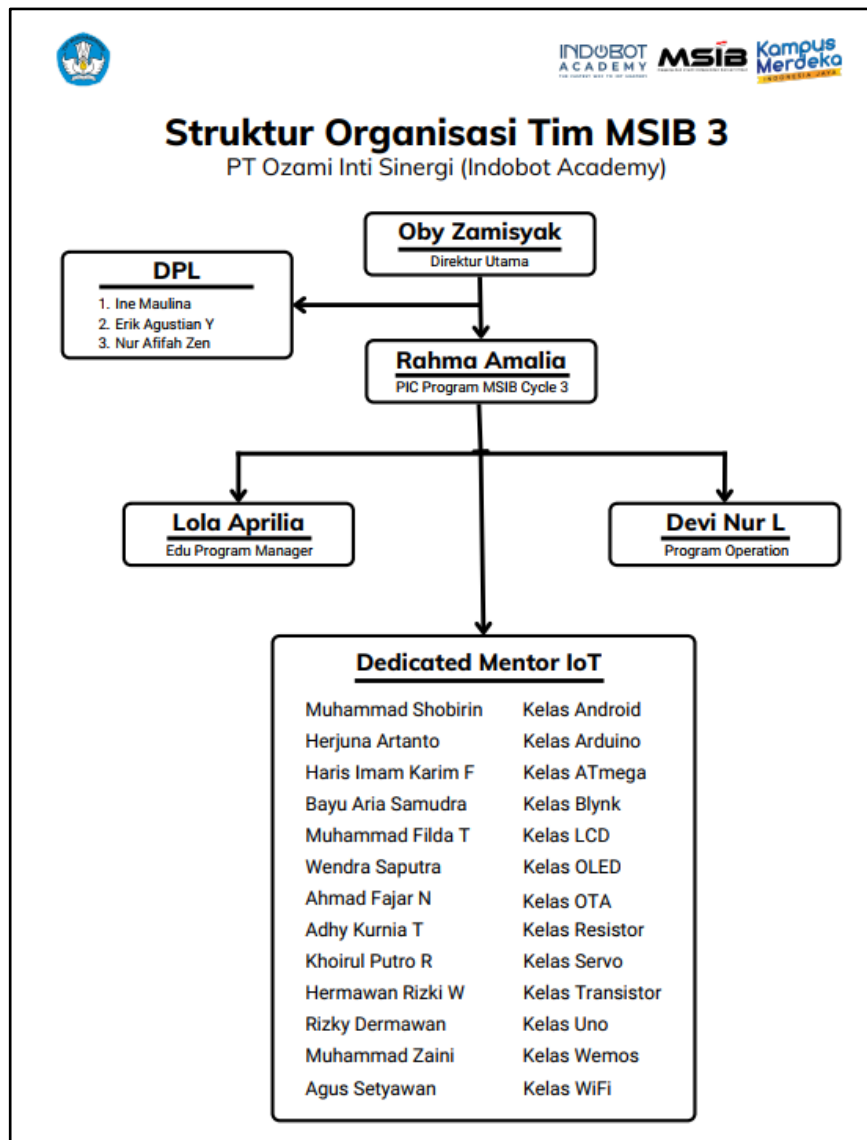 INDOBOT
ACADEMY
MSIB
Kampus
Merdeka
INDONESIA JAYA
Struktur Organisasi Tim MSIB 3
PT Ozami Inti Sinergi (Indobot Academy)
Oby Zamisyak
Direktur Utama
DPL
1. Ine Maulina
2. Erik Agustian Y
3. Nur Afifah Zen
Rahma Amalia
PIC Program MSIB Cycle 3
Lola Aprilia
Edu Program Manager
Devi Nur L
Program Operation
Dedicated Mentor IoT
Muhammad Shobirin Kelas Android
Herjuna Artanto Kelas Arduino
Haris Imam Karim F Kelas ATmega
Bayu Aria Samudra Kelas Blynk
Muhammad Filda T Kelas LCD
Wendra Saputra Kelas OLED
Ahmad Fajar N Kelas OTA
Adhy Kurnia T Kelas Resistor
Khoirul Putro R Kelas Servo
Hermawan Rizki W Kelas Transistor
Rizky Dermawan Kelas Uno
Muhammad Zaini Kelas Wemos
Agus Setyawan Kelas WiFi